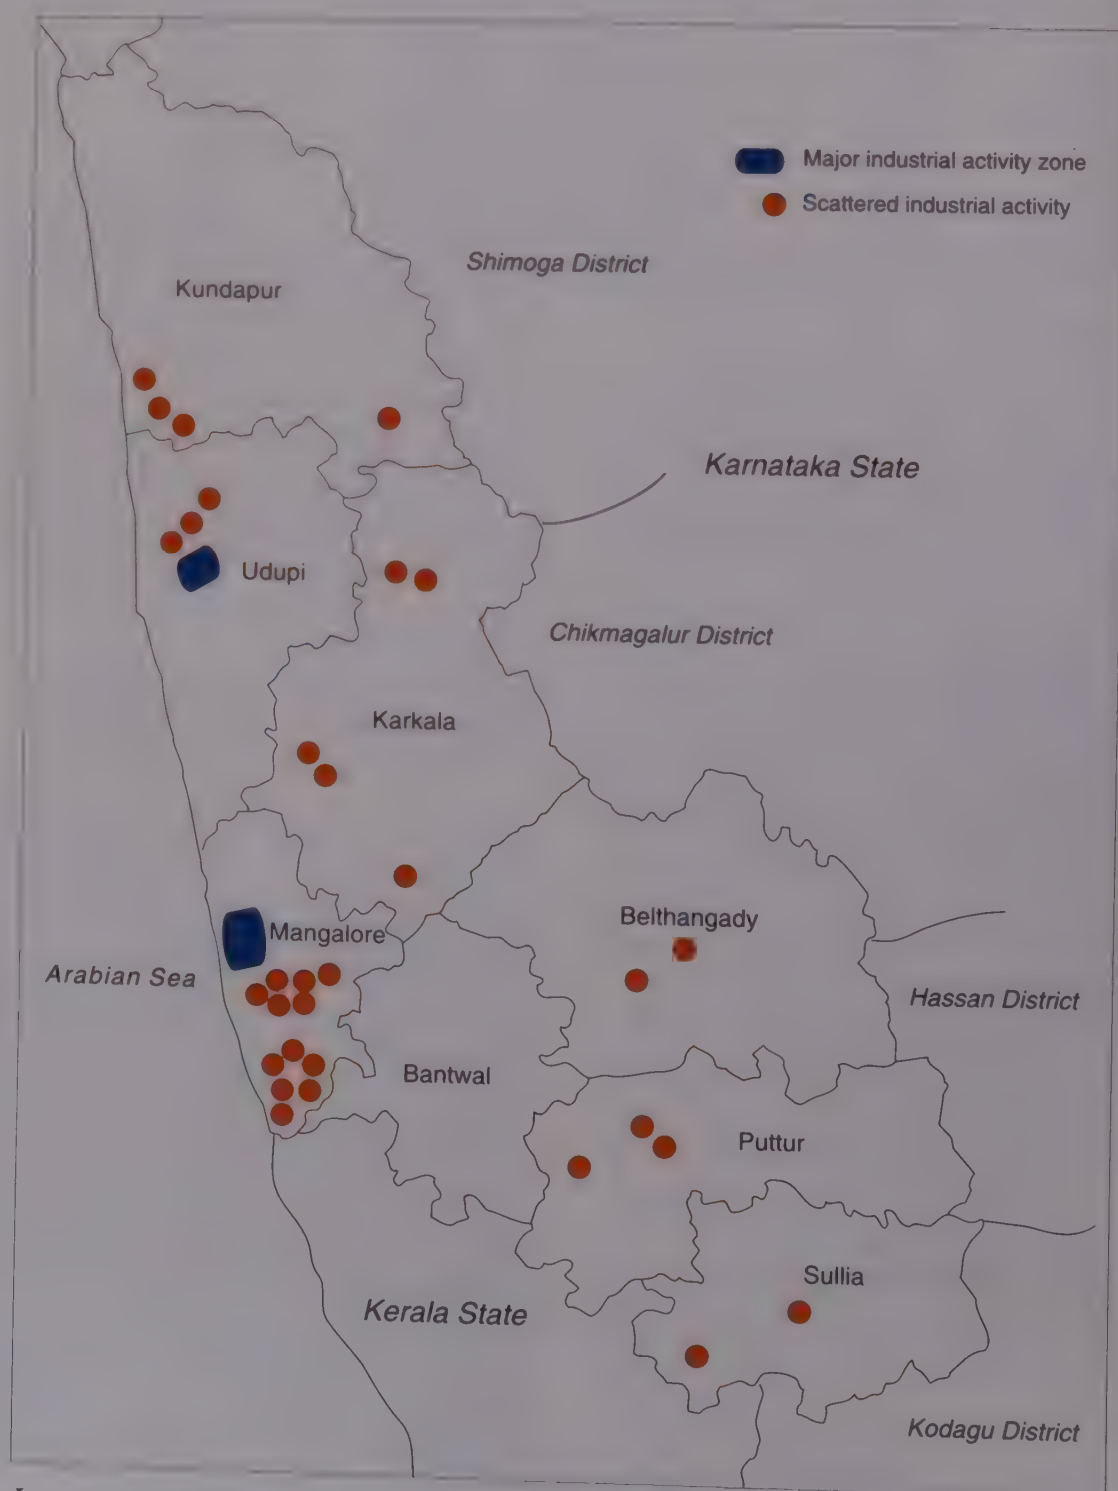 Major industrial activity zone
Scattered industrial activity
Shimoga District
Kundapur
Karnataka State
Udupi
Chikmagalur District
Karkala
Belthangady
Mangalore
Arabian Sea
Hassan District
Bantwal
Puttur
Sullia
Kerala State
Kodagu District